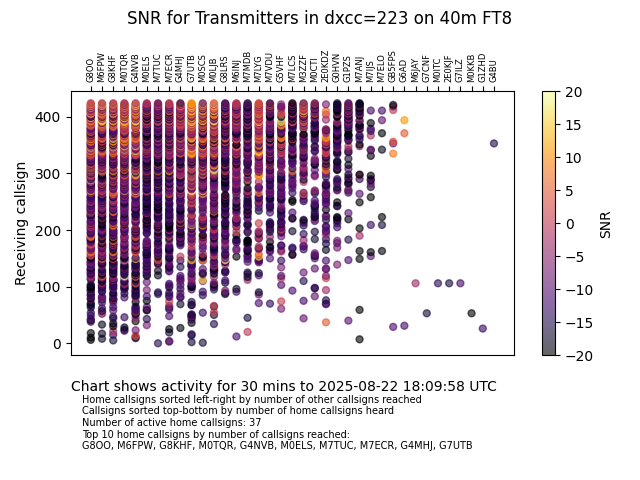 SNR for Transmitters in dxcc=223 on 40m FT8
G8OO M6FPW G8KHF M0TQR G4NVB M0ELS M7TUC M7ECR G4MHJ G7UTB M0SCS M0LJB G8LRS M6INJ M7MDB M7LYG M7VDU G5VHF M7LCS M3ZZF M0CTI 2E0KDZ G0HVN G1PZS M7ANJ M7IJS M7ELO GB5FPS G6AD M6JAY G7CNF M0ITC 2E0KJF G7ILZ M0KKB G1ZHD G4BU
400
300
200
100
0
Receiving callsign
20
15
10
5
0
−5
−10
−15
−20
SNR
Chart shows activity for 30 mins to 2025-08-22 18:09:58 UTC
Home callsigns sorted left-right by number of other callsigns reached
Callsigns sorted top-bottom by number of home callsigns heard
Number of active home callsigns: 37
Top 10 home callsigns by number of callsigns reached:
G8OO, M6FPW, G8KHF, M0TQR, G4NVB, M0ELS, M7TUC, M7ECR, G4MHJ, G7UTB